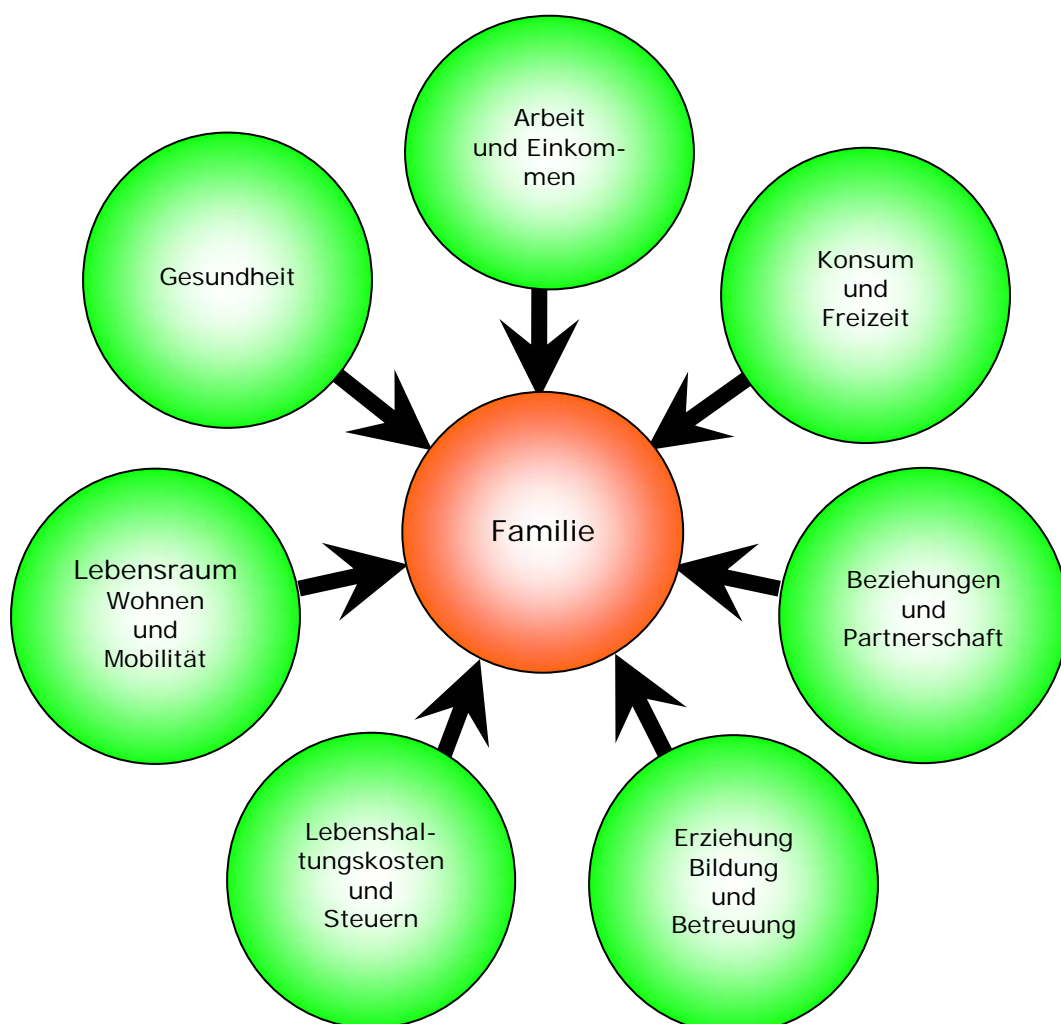 Arbeit
und Einkom-
men
Gesundheit
Konsum
und
Freizeit
Familie
Lebensraum
Wohnen
und
Mobilität
Beziehungen
und
Partnerschaft
Lebenshal-
tungskosten
und
Steuern
Erziehung
Bildung
und
Betreuung